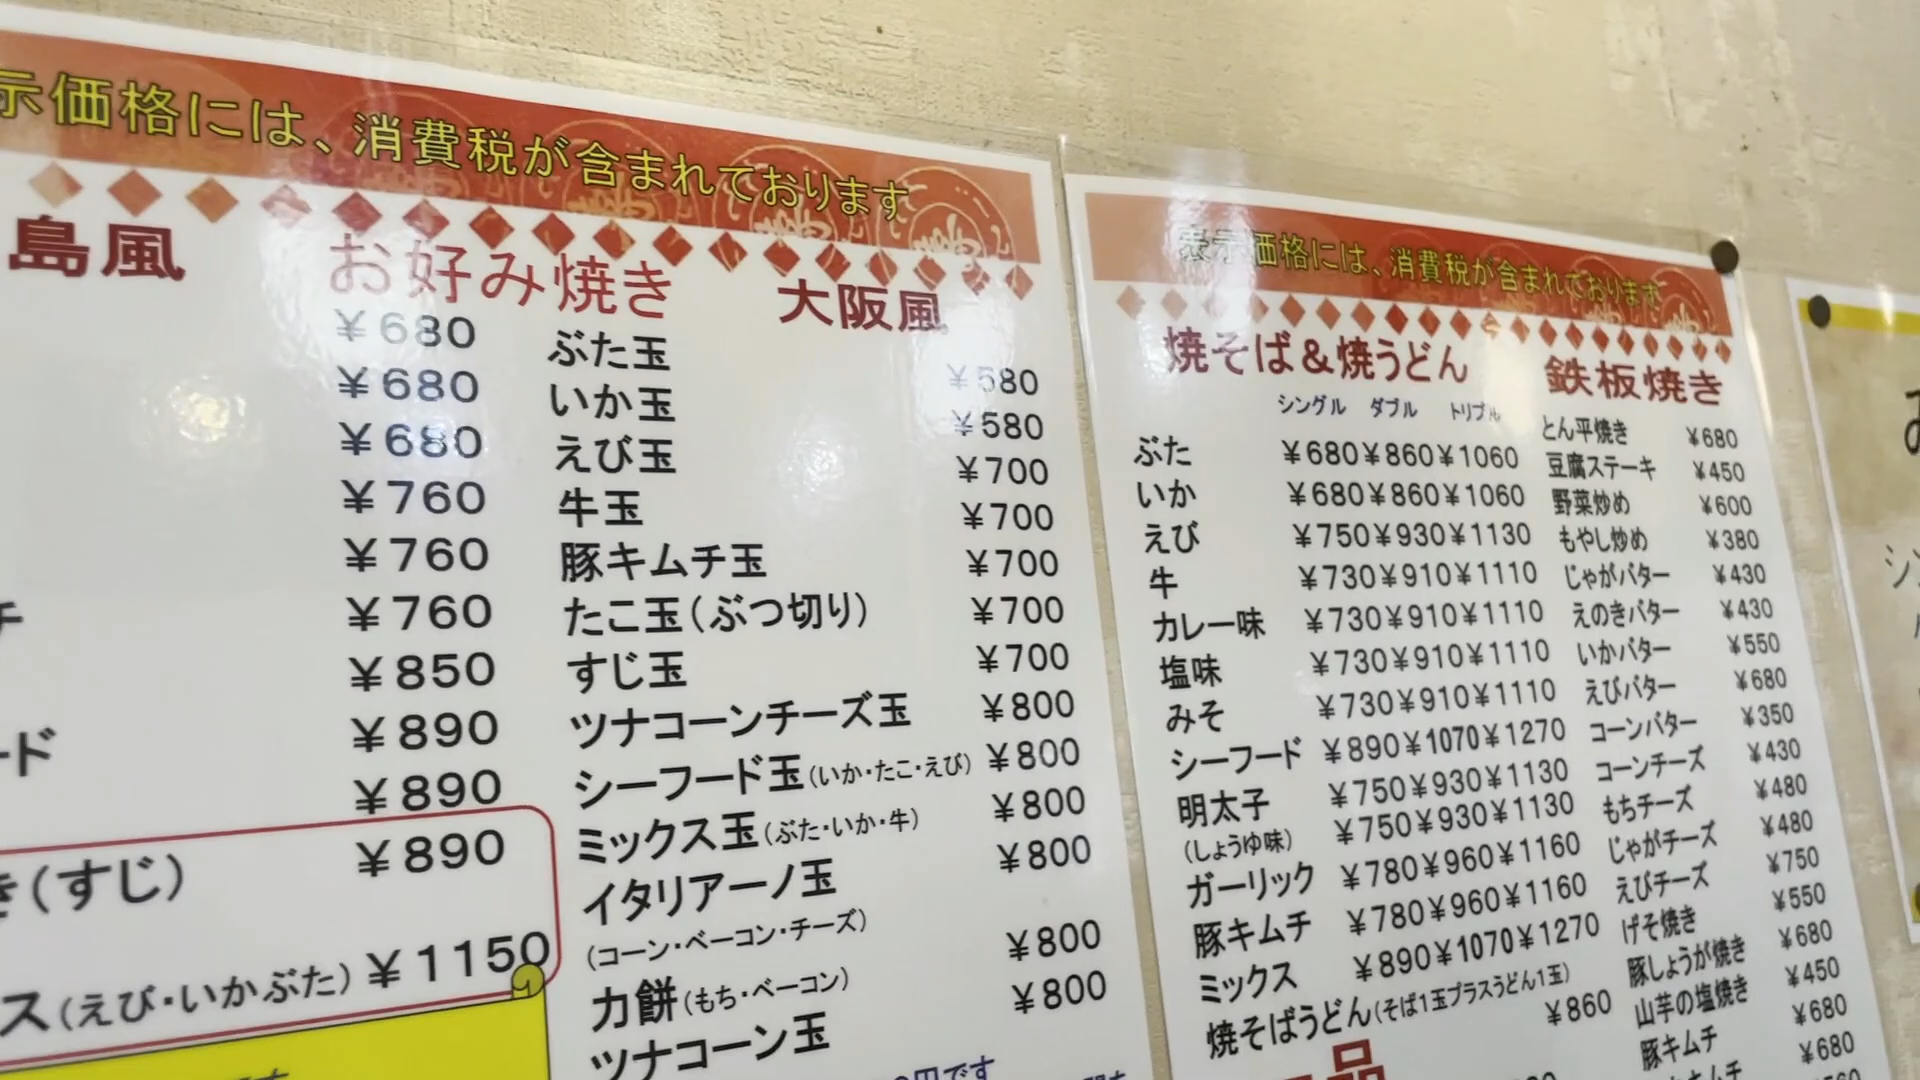 示価格には、消費税が含まれております
島風 お好み焼き 大阪風
¥680
¥680
¥680
¥760
¥760
¥760
¥850
¥890
ード
¥890
(すじ) ¥890
ス(えび・いかぶた) ¥1150
ぶた玉 ¥580
いか玉 ¥580
えび玉 ¥700
牛玉 ¥700
豚キムチ玉 ¥700
たこ玉(ぶつ切り) ¥700
すじ玉 ¥700
ツナコーンチーズ玉 ¥800
シーフード玉(いか・たこ・えび) ¥800
ミックス玉(ぶた・いか・牛) ¥800
イタリアーノ玉 ¥800
(コーン・ベーコン・チーズ)
力餅(もち・ベーコン) ¥800
ツナコーン玉 ¥800
円です
表示価格には、消費税が含まれております
焼そば&焼うどん
シングル ダブル トリプル
ぶた ¥680¥860¥1060
いか ¥680¥860¥1060
えび ¥750¥930¥1130
牛 ¥730¥910¥1110
カレー味 ¥730¥910¥1110
塩味 ¥730¥910¥1110
みそ ¥730¥910¥1110
シーフード ¥890¥1070¥1270
明太子 ¥750¥930¥1130
(しょうゆ味) ¥750¥930¥1130
ガーリック ¥780¥960¥1160
豚キムチ ¥780¥960¥1160
ミックス ¥890¥1070¥1270
焼そばうどん(そば1玉プラスうどん1玉) ¥860
品
鉄板焼き
とん平焼き ¥680
豆腐ステーキ ¥450
野菜炒め ¥600
もやし炒め ¥380
じゃがバター ¥430
えのきバター ¥430
いかバター ¥550
えびバター ¥680
コーンバター ¥350
コーンチーズ ¥430
もちチーズ ¥480
じゃがチーズ ¥480
えびチーズ ¥750
げそ焼き ¥550
豚しょうが焼き ¥680
山芋の塩焼き ¥450
豚キムチ ¥680
¥680